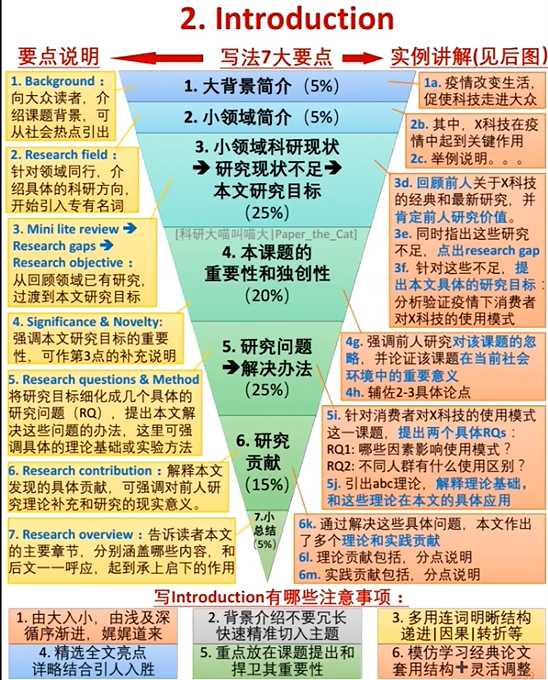 2. Introduction
要点说明
写法7大要点
实例讲解(见后图)
1. Background：
向大众读者，介
绍课题背景，可
从社会热点引出
2. Research field：
针对领域同行，介
绍具体的科研方向，
开始引入专有名词
3. Mini lite review ➔
Research gaps ➔
Research objective：
从回顾领域已有研究，
过渡到本文研究目标
4. Significance & Novelty:
强调本文研究目标的重要
性，可作第3点的补充说明
5. Research questions & Method
将研究目标细化成几个具体的
研究问题（RQ），提出本文解
决这些问题的办法，这里可强
调具体的理论基础或实验方法
6. Research contribution：解释本文
发现的具体贡献，可强调对前人研
究理论补充和研究的现实意义。
7. Research overview：告诉读者本文
的主要章节，分别涵盖哪些内容，和
后文一一呼应，起到承上启下的作用
1. 大背景简介（5%）
2. 小领域简介（5%）
3. 小领域科研现状
➔ 研究现状不足➔
本文研究目标
（25%）
[科研大喵叫喵大|Paper_the_Cat]
4. 本课题的
重要性和独创性
（20%）
5. 研究问题
➔解决办法
（25%）
6. 研究
贡献
（15%）
7.小
总结
(5%)
1a. 疫情改变生活，
促使科技走进大众
2b. 其中，X科技在疫
情中起到关键作用
2c. 举例说明。。。
3d. 回顾前人关于X科技
的经典和最新研究，并
肯定前人研究价值。
3e. 同时指出这些研究
不足，点出research gap
3f. 针对这些不足，提
出本文具体的研究目标：
分析验证疫情下消费者
对X科技的使用模式
4g. 强调前人研究对该课题的忽
略，并论证该课题在当前社会
环境中的重要意义
4h. 辅佐2-3具体论点
5i. 针对消费者对X科技的使用模式
这一课题，提出两个具体RQs：
RQ1: 哪些因素影响使用模式？
RQ2: 不同人群有什么使用区别？
5j. 引出abc理论，解释理论基础，
和这些理论在本文的具体应用
6k. 通过解决这些具体问题，本文作出
了多个理论和实践贡献
6l. 理论贡献包括，分点说明
6m. 实践贡献包括，分点说明
写Introduction有哪些注意事项：
1. 由大入小，由浅及深
循序渐进，娓娓道来
2. 背景介绍不要冗长
快速精准切入主题
3. 多用连词明晰结构
递进|因果|转折等
4. 精选全文亮点
详略结合引人入胜
5. 重点放在课题提出和
捍卫其重要性
6. 模仿学习经典论文
套用结构➕灵活调整